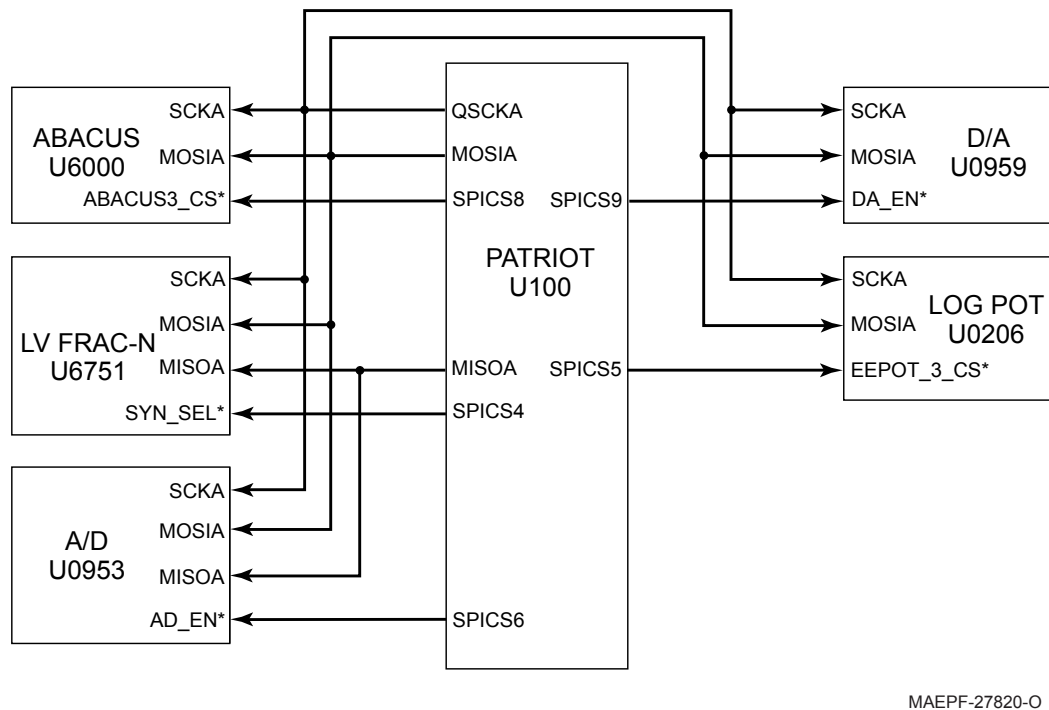 SCKA
ABACUS
U6000
MOSIA
ABACUS3_CS*
SCKA
MOSIA
LV FRAC-N
U6751
MISOA
SYN_SEL*
SCKA
MOSIA
A/D
U0953
MISOA
AD_EN*
QSCKA
MOSIA
SPICS8
SPICS9
PATRIOT
U100
MISOA
SPICS5
SPICS4
SPICS6
SCKA
D/A
U0959
MOSIA
DA_EN*
SCKA
LOG POT
U0206
MOSIA
EEPOT_3_CS*
MAEPF-27820-O